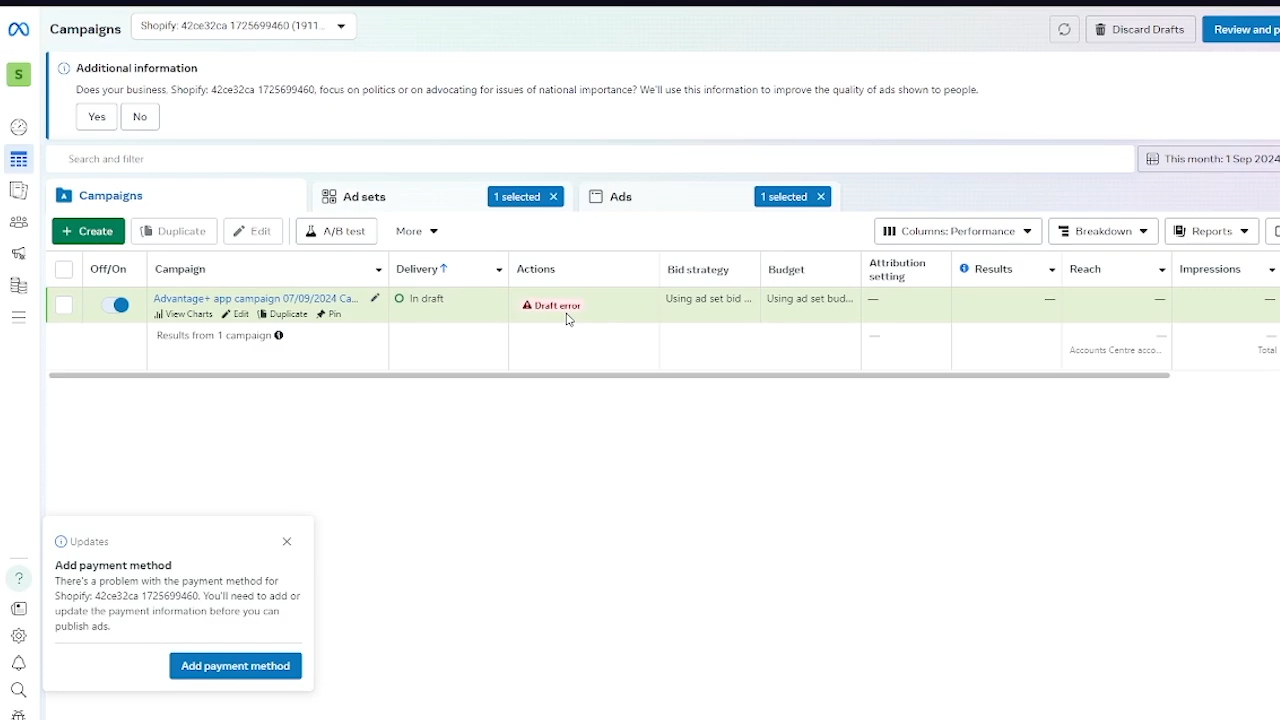 Campaigns
Shopify: 42ce32ca 1725699460 (1911...
Discard Drafts
Review and p
S
Additional information
Does your business, Shopify: 42ce32ca 1725699460, focus on politics or on advocating for issues of national importance? We'll use this information to improve the quality of ads shown to people.
Yes
No
Search and filter
This month: 1 Sep 2024
Campaigns
Ad sets
1 selected
Ads
1 selected
+ Create
Duplicate
Edit
A/B test
More
Columns: Performance
Breakdown
Reports
Off/On
Campaign
Delivery↑
Actions
Bid strategy
Budget
Attribution
setting
Results
Reach
Impressions
Advantage+ app campaign 07/09/2024 Ca...
In draft
Draft error
Using ad set bid ...
Using ad set bud...
—
—
—
—
View Charts
Edit
Duplicate
Pin
Results from 1 campaign
—
—
—
Accounts Centre acco...
Total
Updates
Add payment method
There's a problem with the payment method for
Shopify: 42ce32ca 1725699460. You'll need to add or
update the payment information before you can
publish ads.
Add payment method